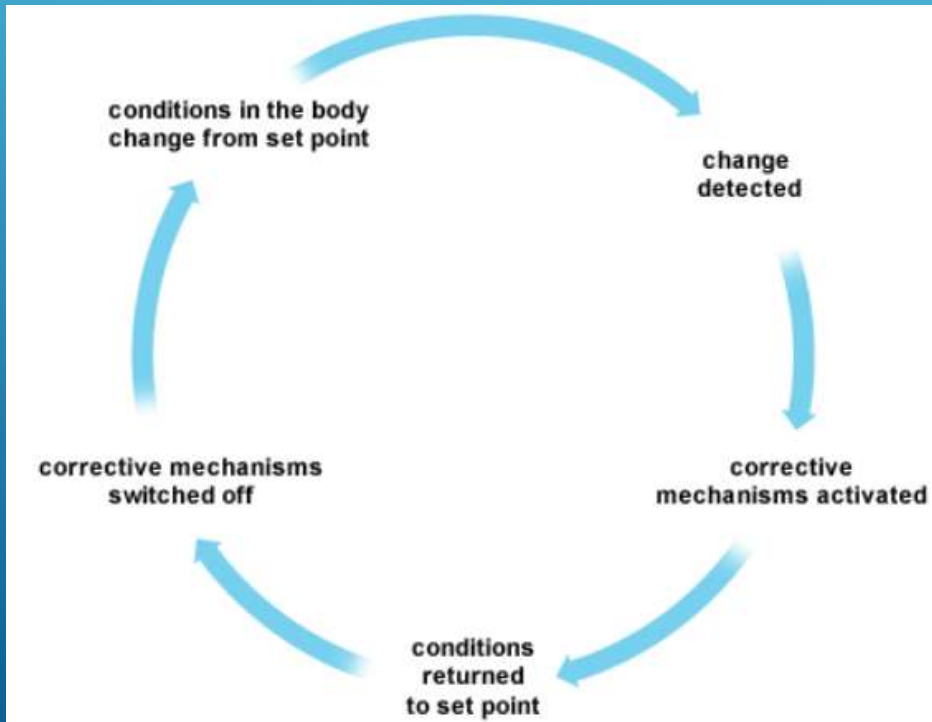 conditions in the body
change from set point
change
detected
corrective
mechanisms activated
conditions
returned
to set point
corrective mechanisms
switched off